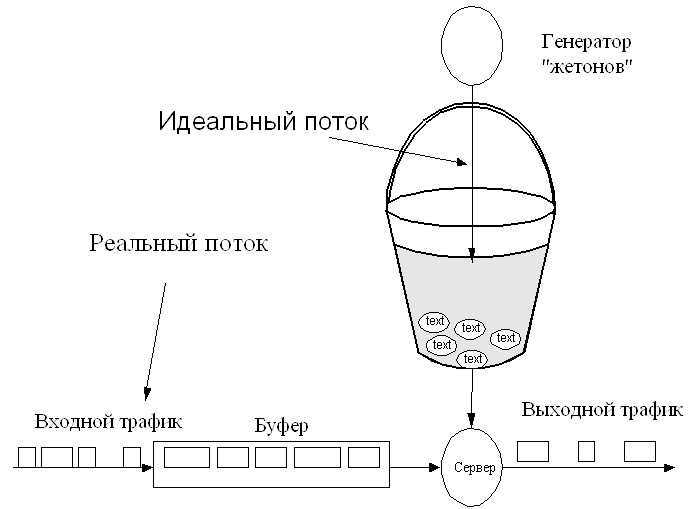 Генератор
"жетонов"
Идеальный поток
Реальный поток
text
text
text
text
text
Входной трафик
Буфер
Выходной трафик
Сервер